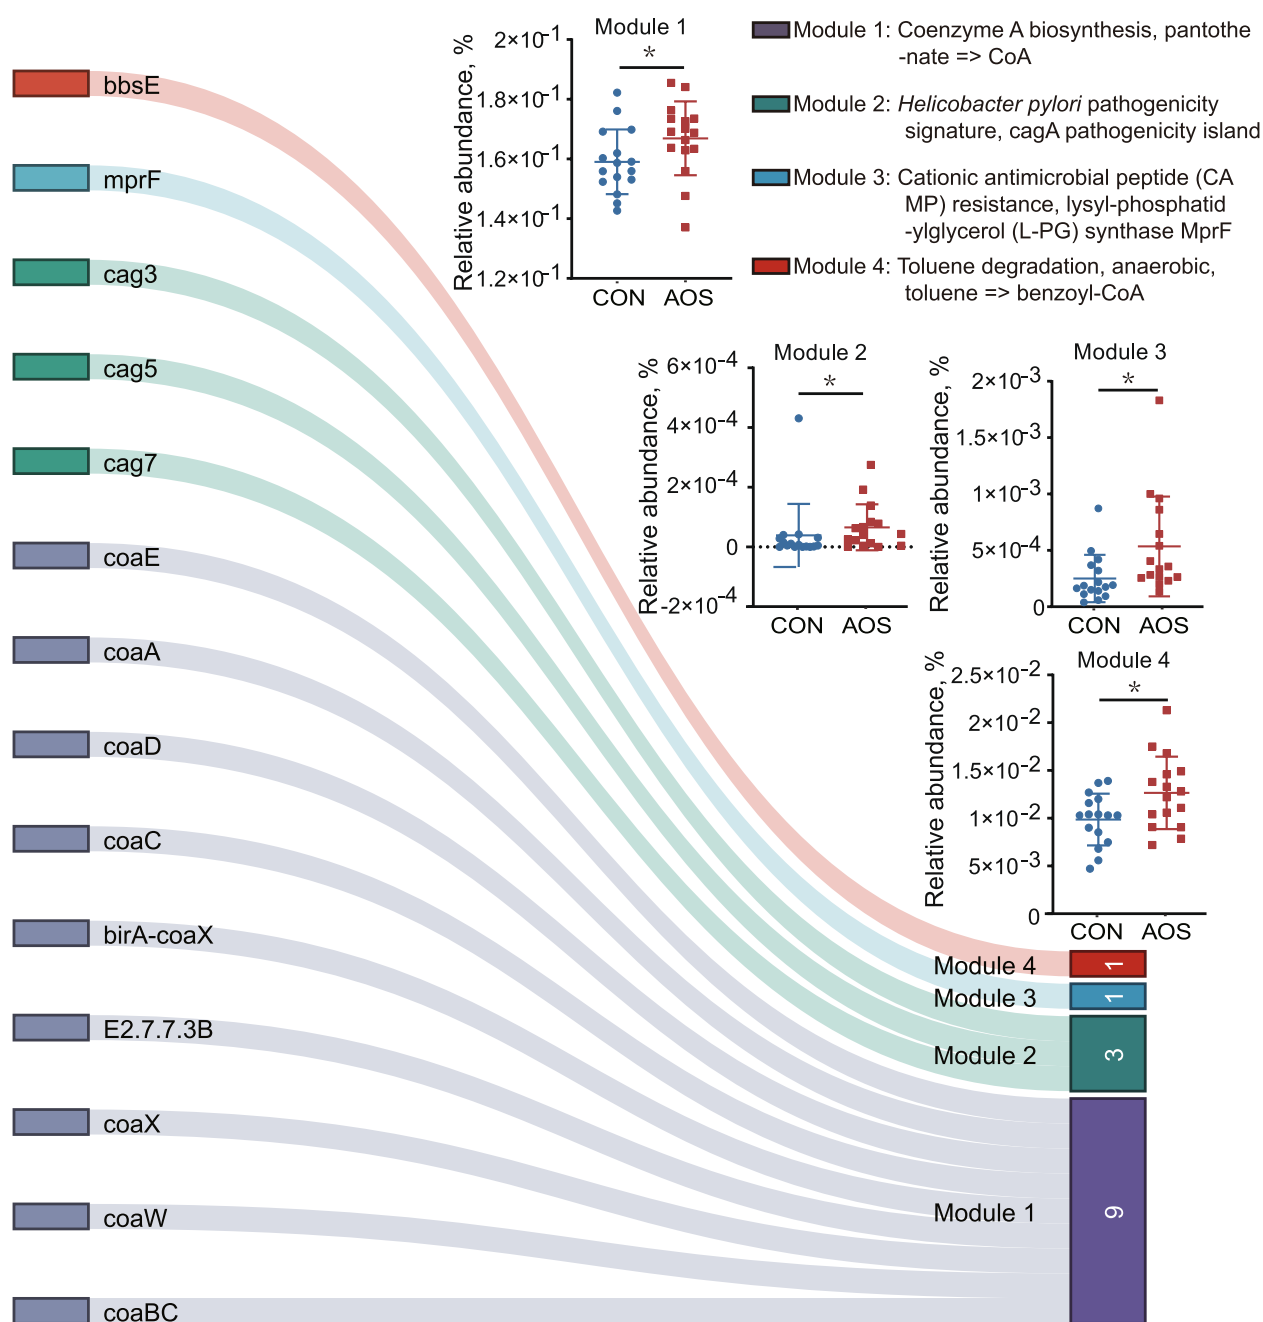 bbsE
mprF
cag3
cag5
cag7
coaE
coaA
coaD
coaC
birA-coaX
E2.7.7.3B
coaX
coaW
coaBC
Module 1
*
Relative abundance, %
2×10-1
1.8×10-1
1.6×10-1
1.4×10-1
1.2×10-1
CON AOS
Module 1: Coenzyme A biosynthesis, pantothe
-nate => CoA
Module 2: Helicobacter pylori pathogenicity
signature, cagA pathogenicity island
Module 3: Cationic antimicrobial peptide (CA
MP) resistance, lysyl-phosphatid
-ylglycerol (L-PG) synthase MprF
Module 4: Toluene degradation, anaerobic,
toluene => benzoyl-CoA
Module 2
*
Relative abundance, %
6×10-4
4×10-4
2×10-4
0
-2×10-4
CON AOS
Module 3
*
Relative abundance, %
2×10-3
1.5×10-3
1×10-3
5×10-4
0
CON AOS
Module 4
*
Relative abundance, %
2.5×10-2
2×10-2
1.5×10-2
1×10-2
5×10-3
0
CON AOS
Module 4 1
Module 3 1
Module 2 3
Module 1 9